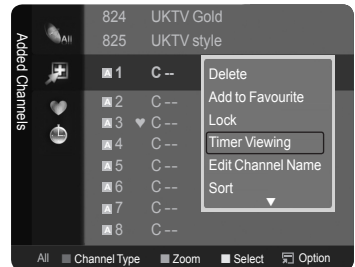 Added Channels
All
824 UKTV Gold
825 UKTV style
A 1 C --
A 2 C --
A 3 ♥ C --
A 4 C --
A 5 C --
A 6 C --
A 7 C --
A 8 C --
Delete
Add to Favourite
Lock
Timer Viewing
Edit Channel Name
Sort
▼
All Channel Type Zoom Select Option